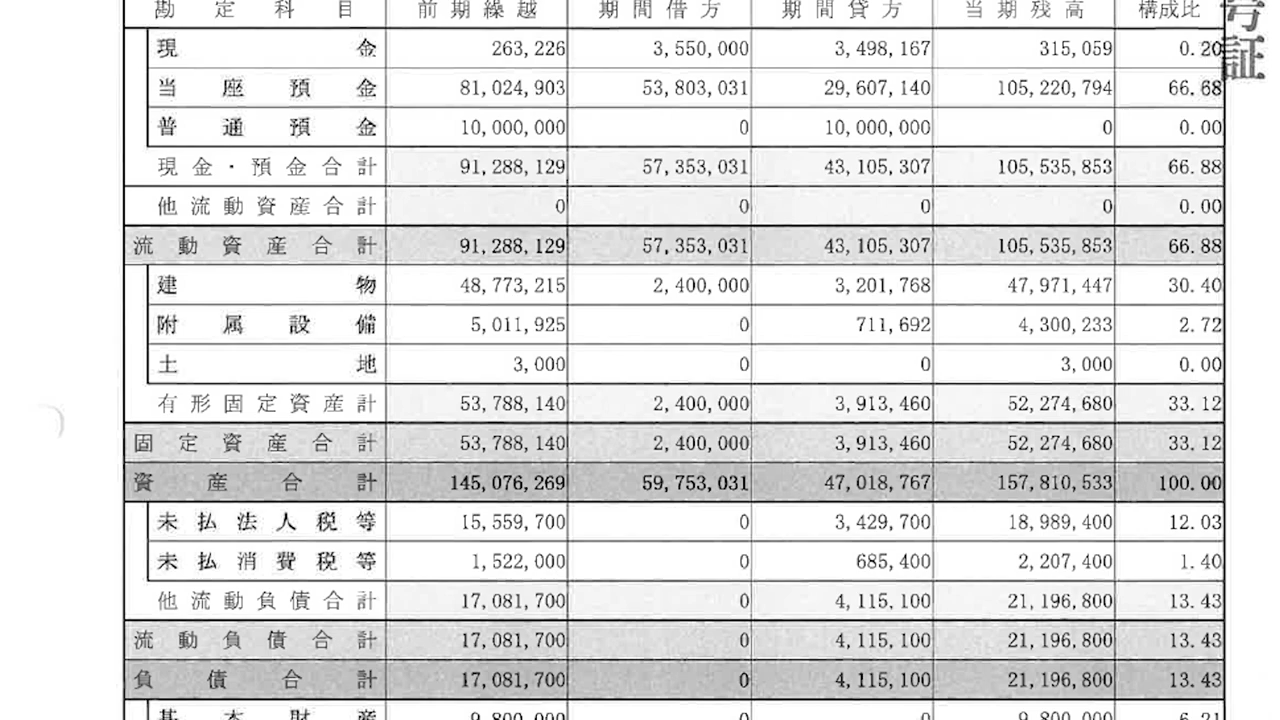 勘定科目 前期繰越 期間借方 期間貸方 当期残高 構成比
号証
現金 263,226 3,550,000 3,498,167 315,059 0.20
当座預金 81,024,903 53,803,031 29,607,140 105,220,794 66.68
普通預金 10,000,000 0 10,000,000 0 0.00
現金・預金合計 91,288,129 57,353,031 43,105,307 105,535,853 66.88
他流動資産合計 0 0 0 0 0.00
流動資産合計 91,288,129 57,353,031 43,105,307 105,535,853 66.88
建物 48,773,215 2,400,000 3,201,768 47,971,447 30.40
附属設備 5,011,925 0 711,692 4,300,233 2.72
土地 3,000 0 0 3,000 0.00
有形固定資産計 53,788,140 2,400,000 3,913,460 52,274,680 33.12
固定資産合計 53,788,140 2,400,000 3,913,460 52,274,680 33.12
資産合計 145,076,269 59,753,031 47,018,767 157,810,533 100.00
未払法人税等 15,559,700 0 3,429,700 18,989,400 12.03
未払消費税等 1,522,000 0 685,400 2,207,400 1.40
他流動負債合計 17,081,700 0 4,115,100 21,196,800 13.43
流動負債合計 17,081,700 0 4,115,100 21,196,800 13.43
負債合計 17,081,700 0 4,115,100 21,196,800 13.43
基本財産 9,800,000 0 0 9,800,000 6.21